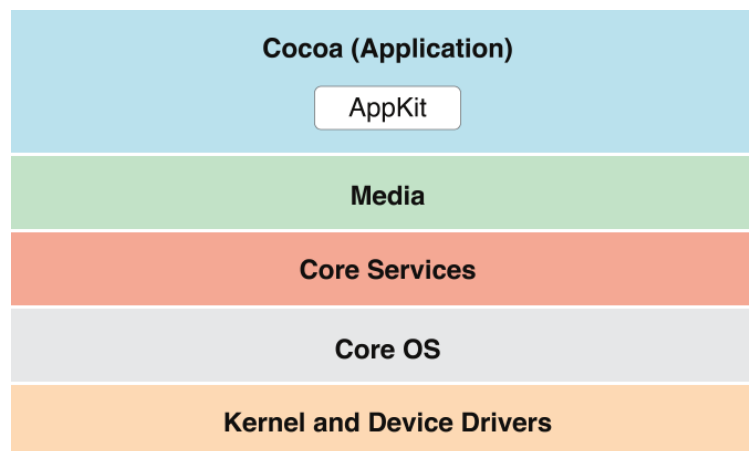 Cocoa (Application)
AppKit
Media
Core Services
Core OS
Kernel and Device Drivers